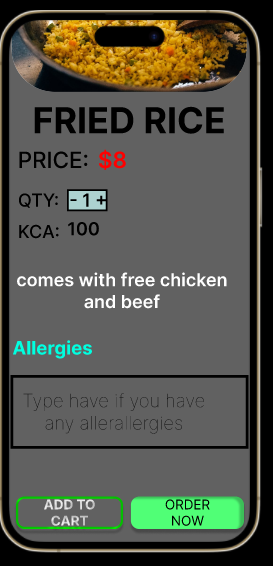 FRIED RICE
PRICE: $8
QTY: - 1 +
KCA: 100
comes with free chicken
and beef
Allergies
Type have if you have
any allerallergies
ADD TO
CART
ORDER
NOW